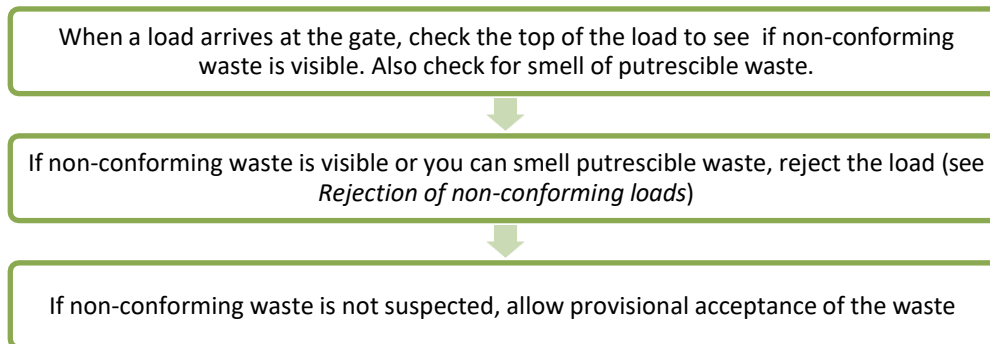 When a load arrives at the gate, check the top of the load to see  if non-conforming
waste is visible. Also check for smell of putrescible waste.
If non-conforming waste is visible or you can smell putrescible waste, reject the load (see
Rejection of non-conforming loads)
If non-conforming waste is not suspected, allow provisional acceptance of the waste